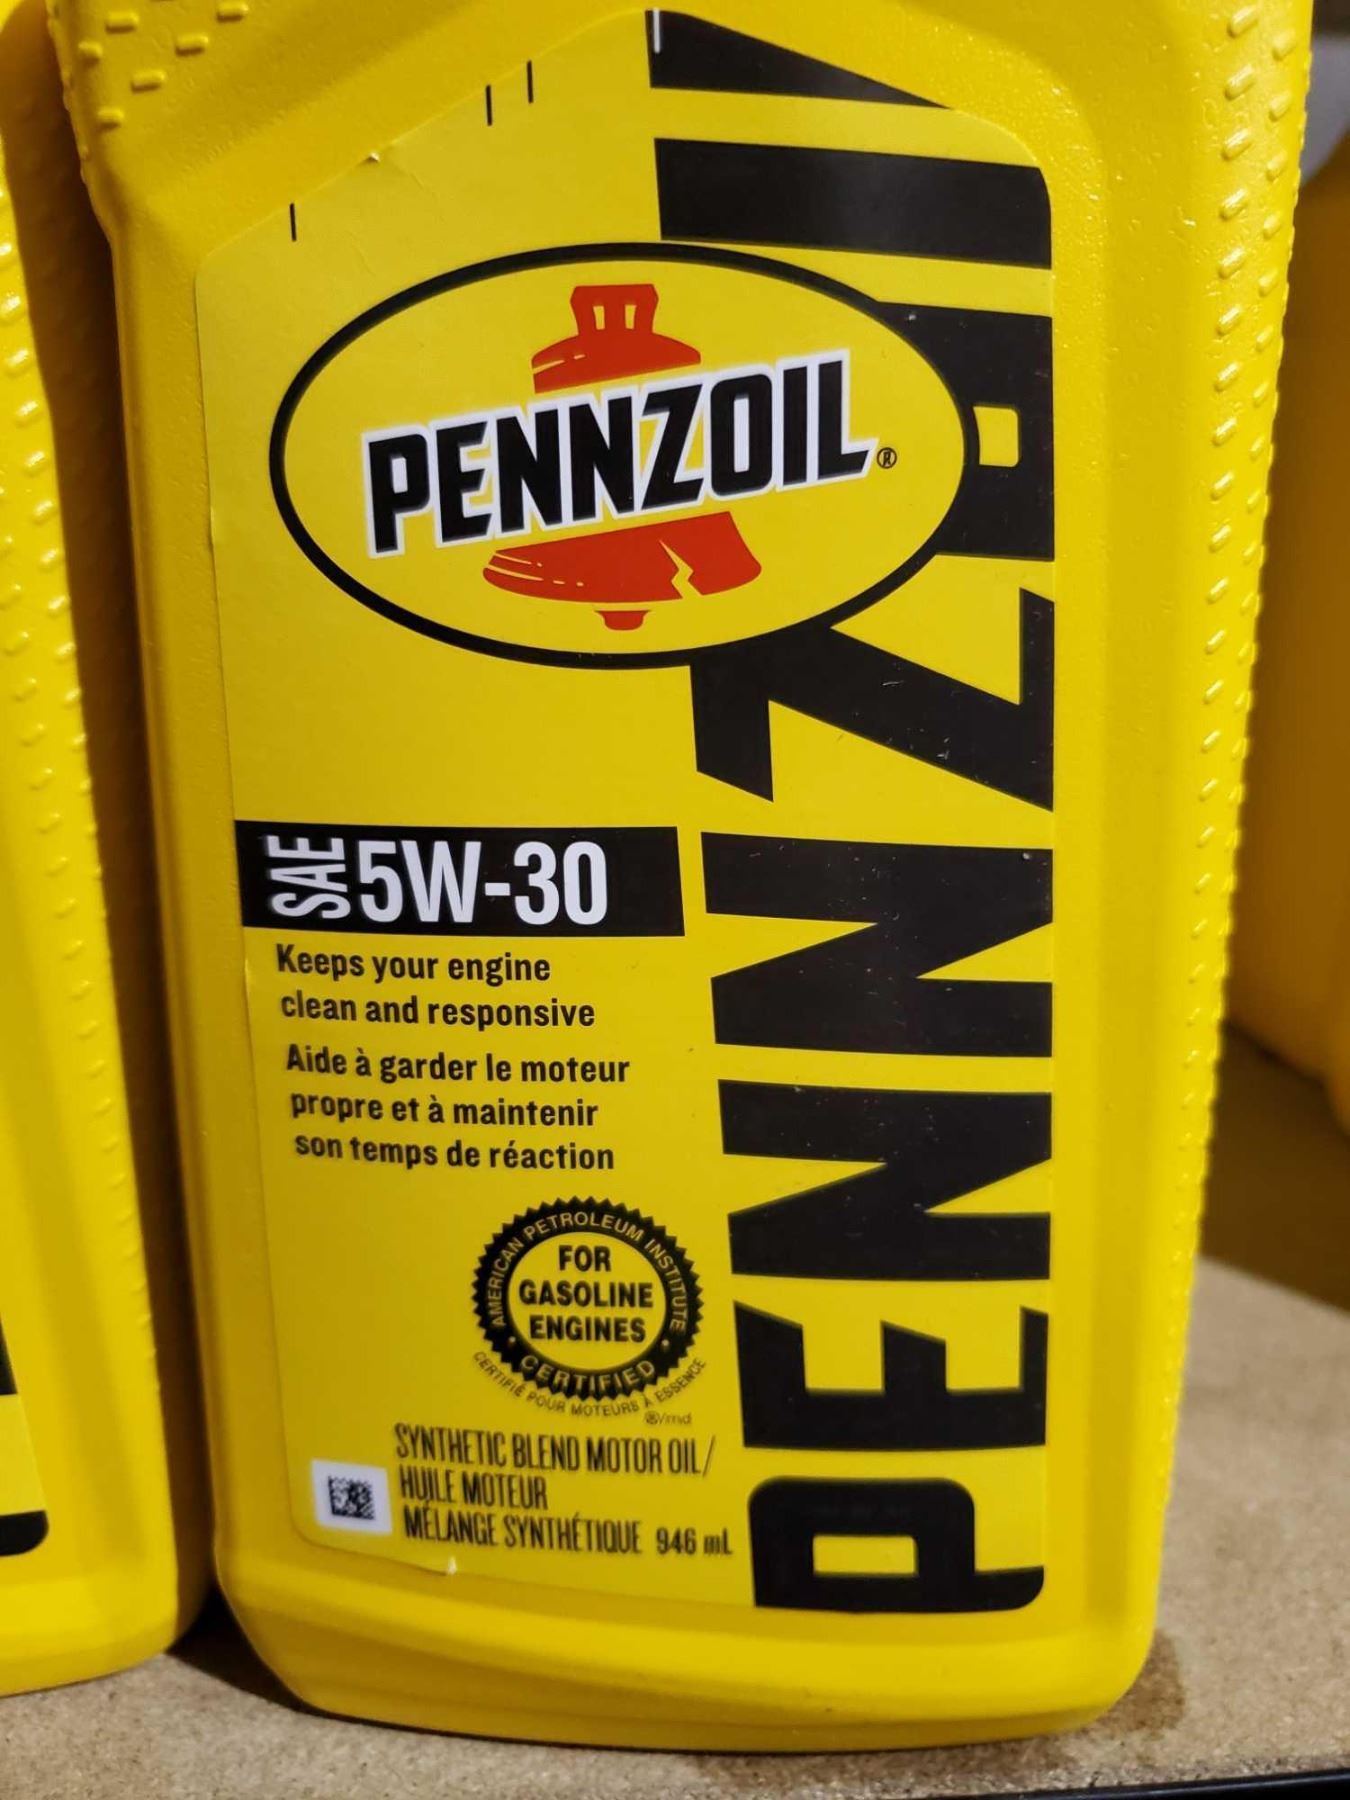 PENNZOIL®
PENNZOIL
SAE 5W-30
Keeps your engine
clean and responsive
Aide à garder le moteur
propre et à maintenir
son temps de réaction
AMERICAN PETROLEUM INSTITUTE
FOR
GASOLINE
ENGINES
CERTIFIED
CERTIFIÉ POUR MOTEURS À ESSENCE
®/md
SYNTHETIC BLEND MOTOR OIL/
HUILE MOTEUR
MÉLANGE SYNTHÉTIQUE 946 mL